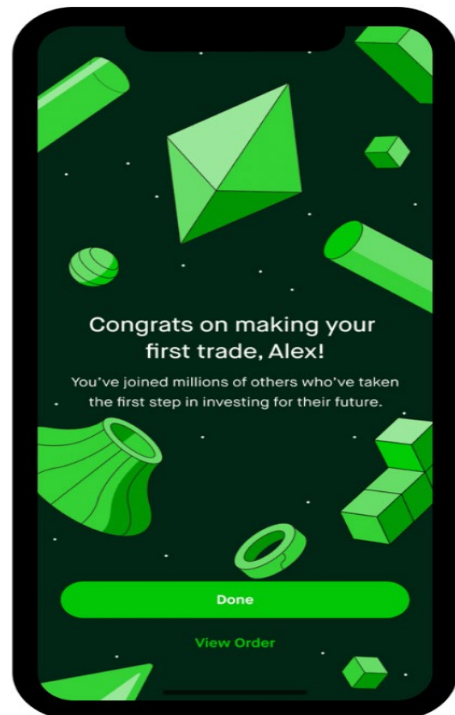 Congrats on making your
first trade, Alex!
You've joined millions of others who've taken
the first step in investing for their future.
Done
View Order